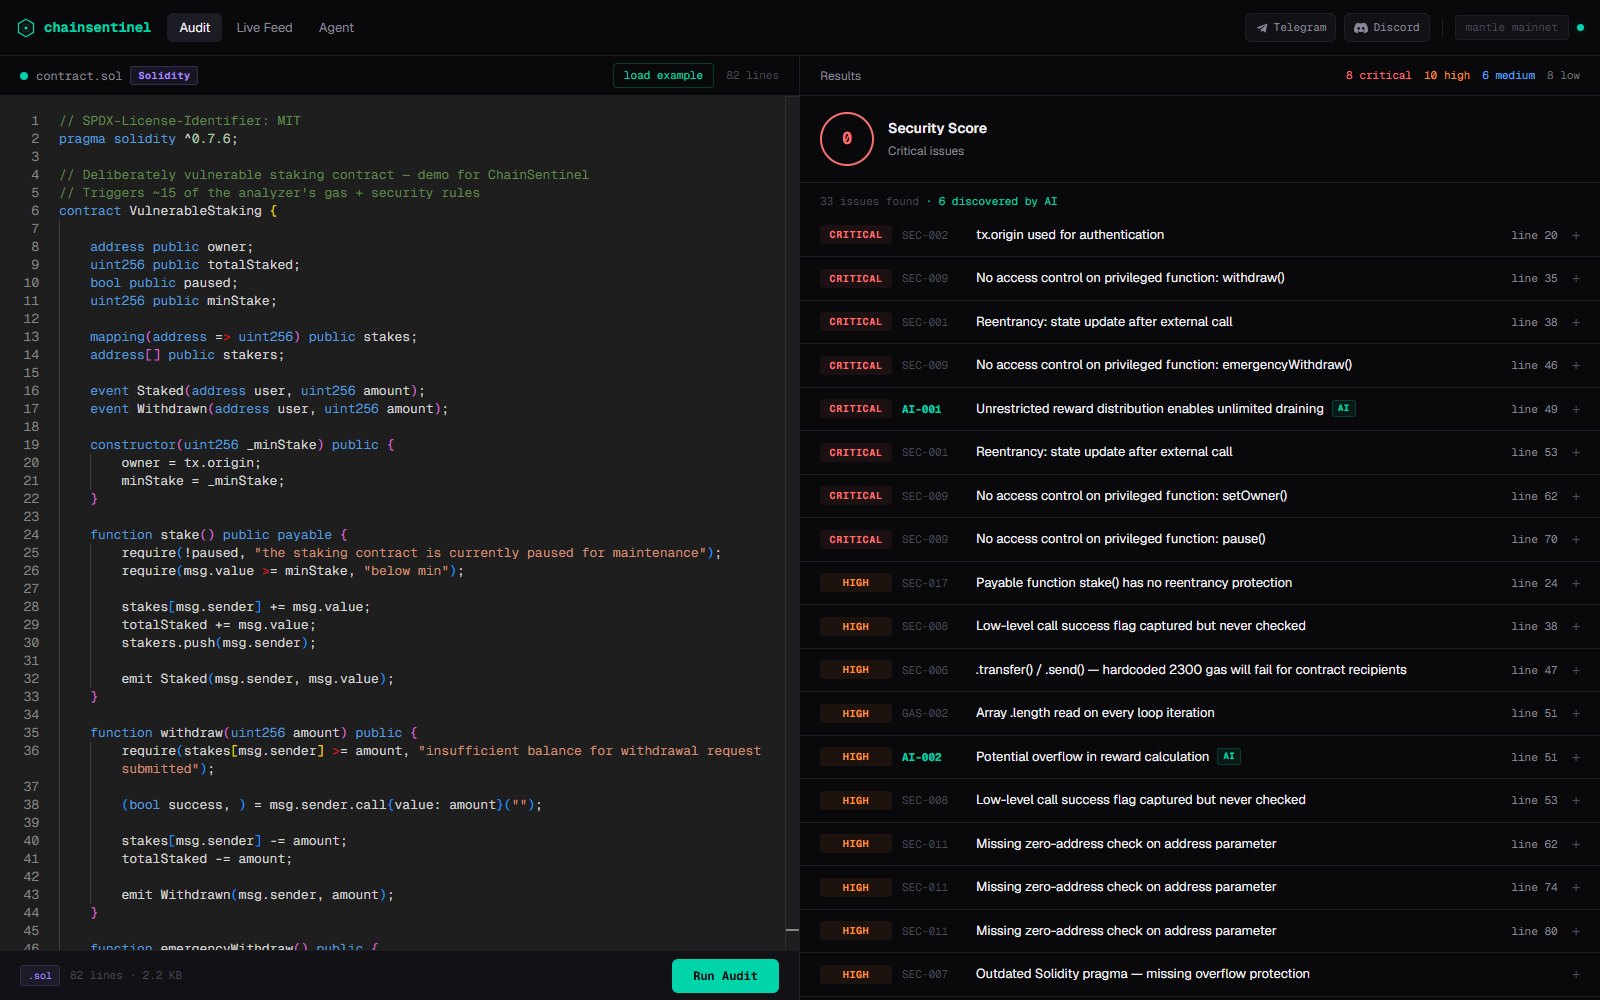 chainsentinel
Audit
Live Feed
Agent
Telegram
Discord
mantle mainnet
contract.sol
Solidity
load example
82 lines
1 // SPDX-License-Identifier: MIT
2 pragma solidity ^0.7.6;
3
4 // Deliberately vulnerable staking contract — demo for ChainSentinel
5 // Triggers ~15 of the analyzer's gas + security rules
6 contract VulnerableStaking {
7
8 address public owner;
9 uint256 public totalStaked;
10 bool public paused;
11 uint256 public minStake;
12
13 mapping(address => uint256) public stakes;
14 address[] public stakers;
15
16 event Staked(address user, uint256 amount);
17 event Withdrawn(address user, uint256 amount);
18
19 constructor(uint256 _minStake) public {
20 owner = tx.origin;
21 minStake = _minStake;
22 }
23
24 function stake() public payable {
25 require(!paused, "the staking contract is currently paused for maintenance");
26 require(msg.value >= minStake, "below min");
27
28 stakes[msg.sender] += msg.value;
29 totalStaked += msg.value;
30 stakers.push(msg.sender);
31
32 emit Staked(msg.sender, msg.value);
33 }
34
35 function withdraw(uint256 amount) public {
36 require(stakes[msg.sender] >= amount, "insufficient balance for withdrawal request
submitted");
37
38 (bool success, ) = msg.sender.call{value: amount}("");
39
40 stakes[msg.sender] -= amount;
41 totalStaked -= amount;
42
43 emit Withdrawn(msg.sender, amount);
44 }
45
46 function emergencyWithdraw() public {
.sol
82 lines · 2.2 KB
Run Audit
Results
8 critical 10 high 6 medium 8 low
0
Security Score
Critical issues
33 issues found · 6 discovered by AI
CRITICAL SEC-002 tx.origin used for authentication line 20 +
CRITICAL SEC-009 No access control on privileged function: withdraw() line 35 +
CRITICAL SEC-001 Reentrancy: state update after external call line 38 +
CRITICAL SEC-009 No access control on privileged function: emergencyWithdraw() line 46 +
CRITICAL AI-001 Unrestricted reward distribution enables unlimited draining AI line 49 +
CRITICAL SEC-001 Reentrancy: state update after external call line 53 +
CRITICAL SEC-009 No access control on privileged function: setOwner() line 62 +
CRITICAL SEC-009 No access control on privileged function: pause() line 70 +
HIGH SEC-017 Payable function stake() has no reentrancy protection line 24 +
HIGH SEC-008 Low-level call success flag captured but never checked line 38 +
HIGH SEC-006 .transfer() / .send() — hardcoded 2300 gas will fail for contract recipients line 47 +
HIGH GAS-002 Array .length read on every loop iteration line 51 +
HIGH AI-002 Potential overflow in reward calculation AI line 51 +
HIGH SEC-008 Low-level call success flag captured but never checked line 53 +
HIGH SEC-011 Missing zero-address check on address parameter line 62 +
HIGH SEC-011 Missing zero-address check on address parameter line 74 +
HIGH SEC-011 Missing zero-address check on address parameter line 80 +
HIGH SEC-007 Outdated Solidity pragma — missing overflow protection +